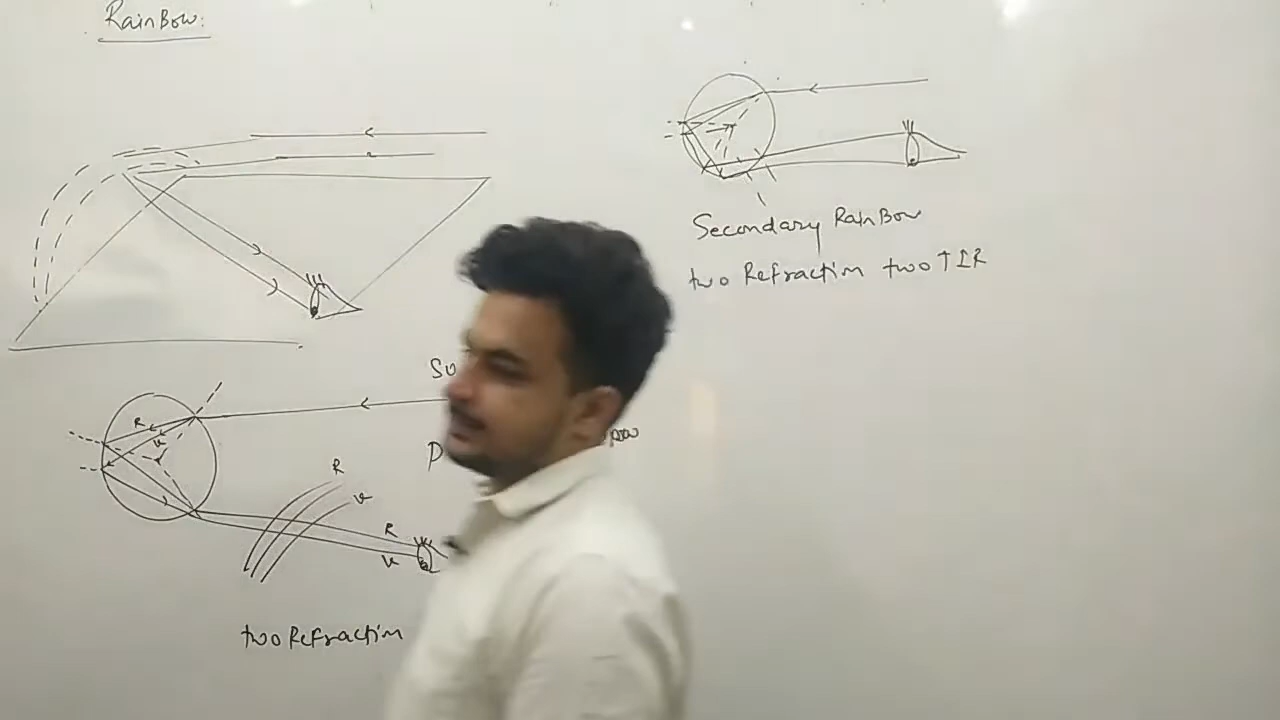 RainBow:
Secondary RainBow
two Refraction two TIR
R
v
R
v
R
v
two Refraction